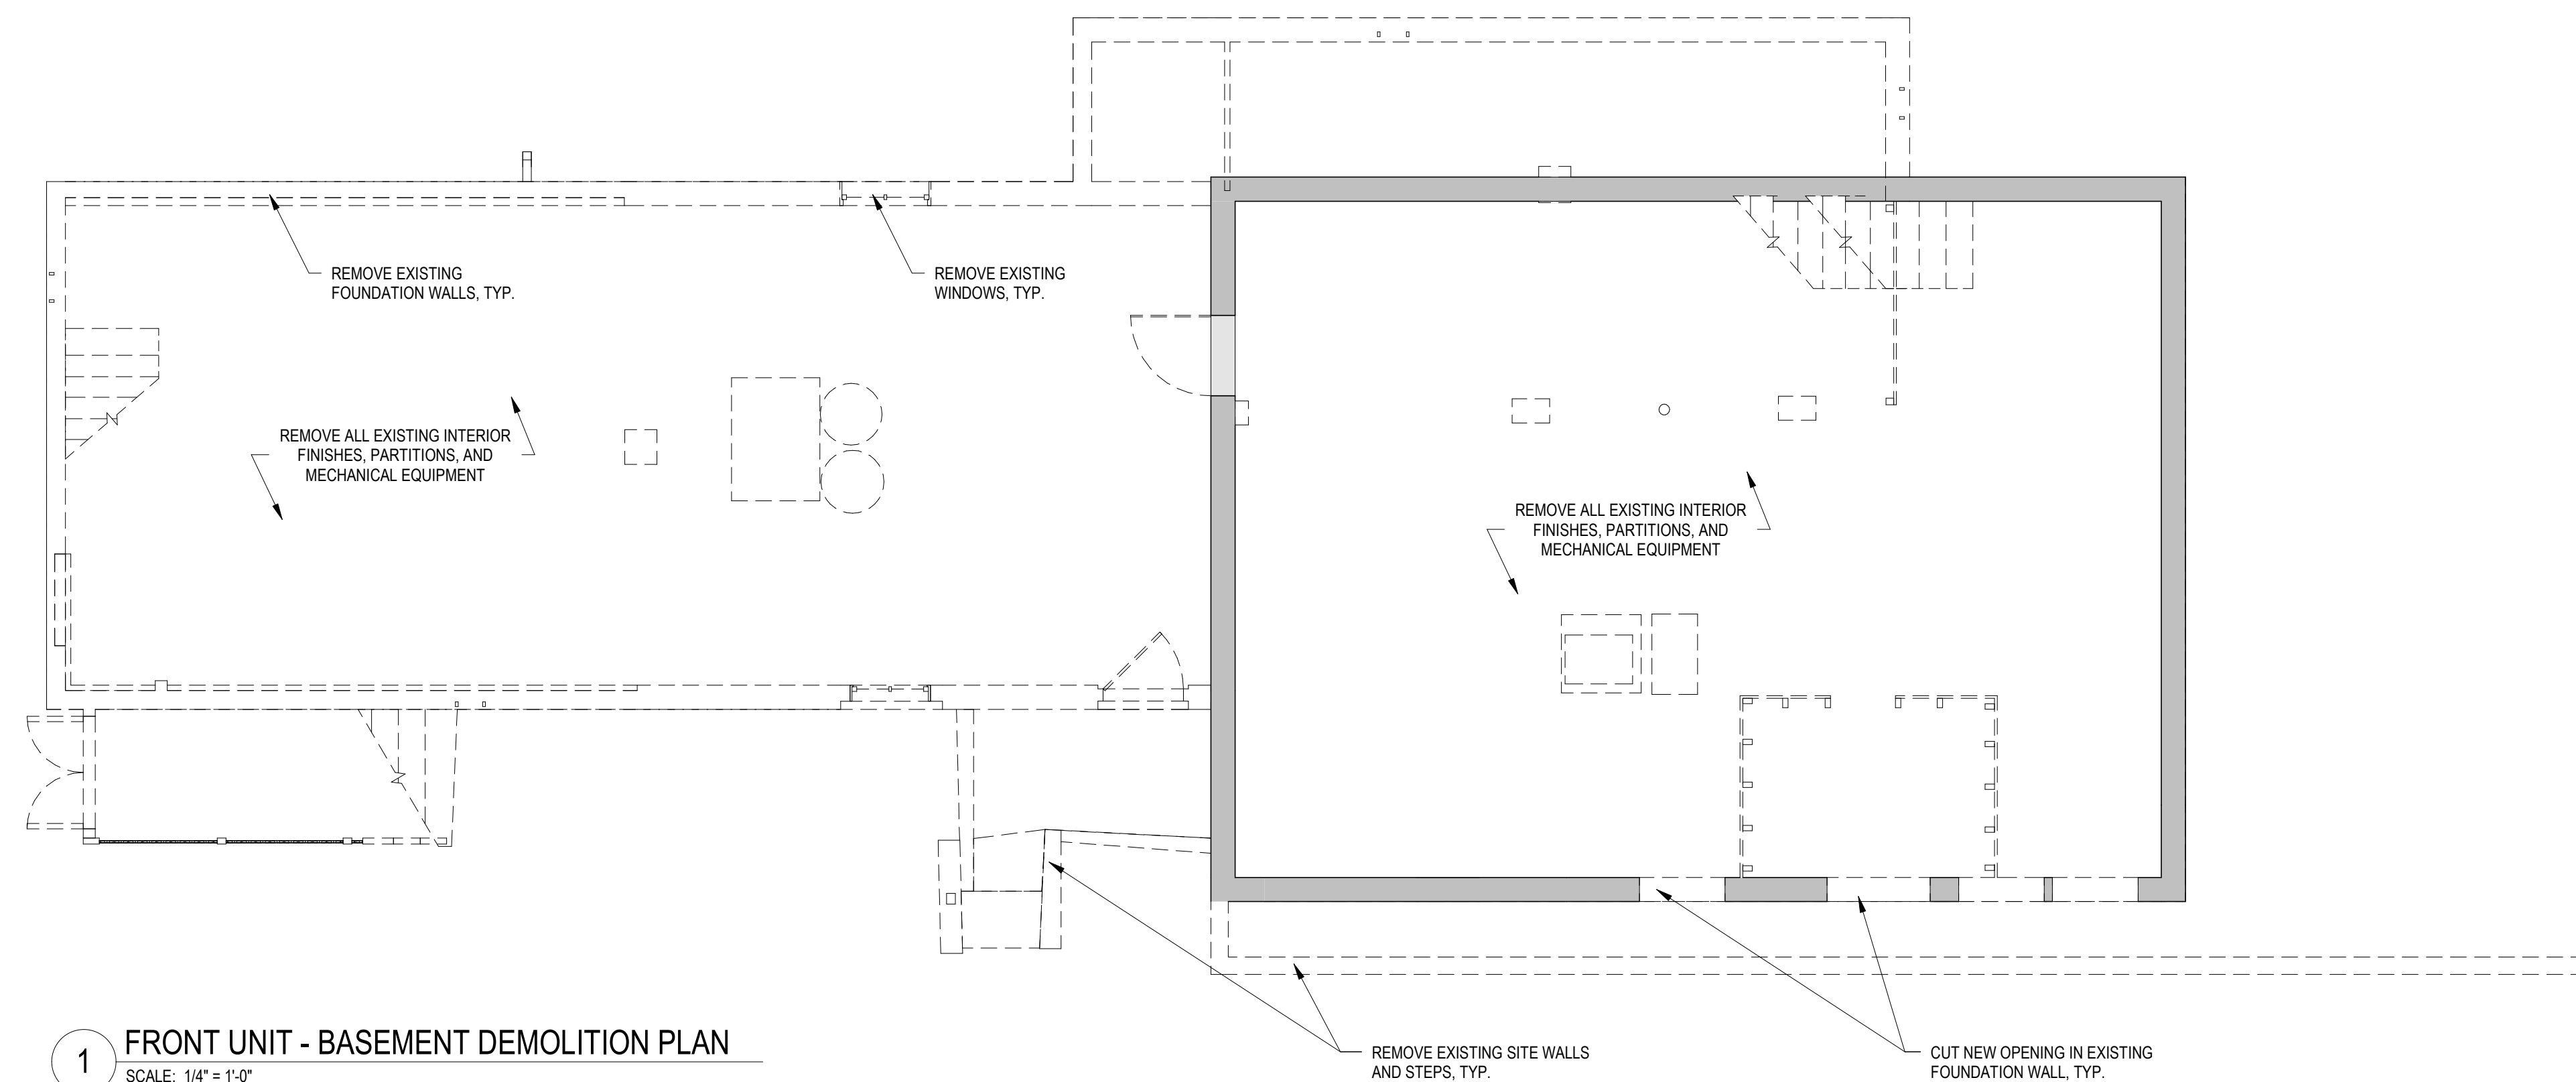 REMOVE EXISTING
FOUNDATION WALLS, TYP.
REMOVE EXISTING
WINDOWS, TYP.
REMOVE ALL EXISTING INTERIOR
FINISHES, PARTITIONS, AND
MECHANICAL EQUIPMENT
REMOVE ALL EXISTING INTERIOR
FINISHES, PARTITIONS, AND
MECHANICAL EQUIPMENT
1
FRONT UNIT - BASEMENT DEMOLITION PLAN
SCALE: 1/4" = 1'-0"
REMOVE EXISTING SITE WALLS
AND STEPS, TYP.
CUT NEW OPENING IN EXISTING
FOUNDATION WALL, TYP.